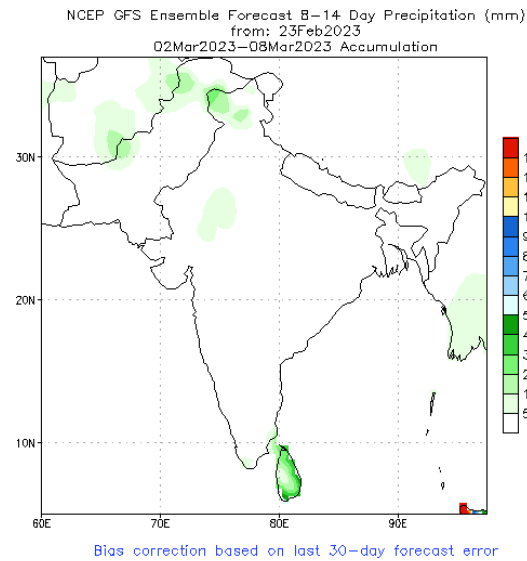 NCEP GFS Ensemble Forecast 8-14 Day Precipitation (mm)
from: 23Feb2023
02Mar2023-08Mar2023 Accumulation
30N
20N
10N
60E
70E
80E
90E
Bias correction based on last 30-day forecast error